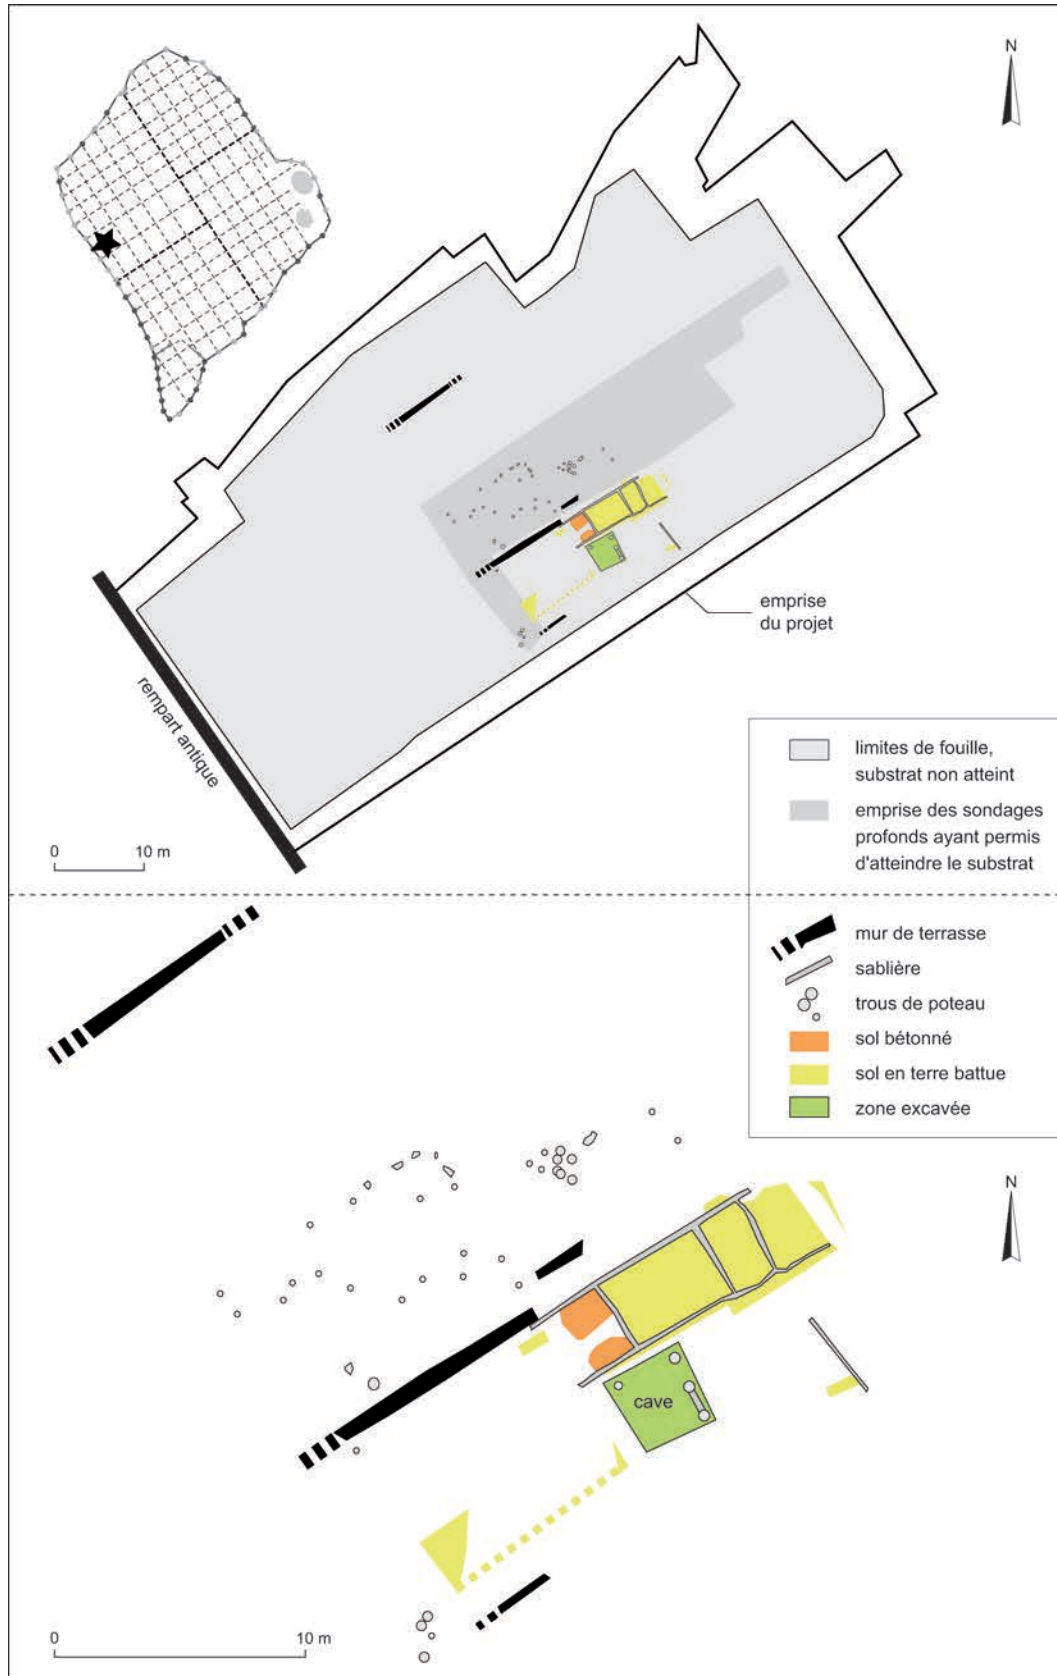 N
emprise
du projet
rempart antique
0 10 m
limites de fouille,
substrat non atteint
emprise des sondages
profonds ayant permis
d'atteindre le substrat
mur de terrasse
sablière
trous de poteau
sol bétonné
sol en terre battue
zone excavée
N
cave
0 10 m